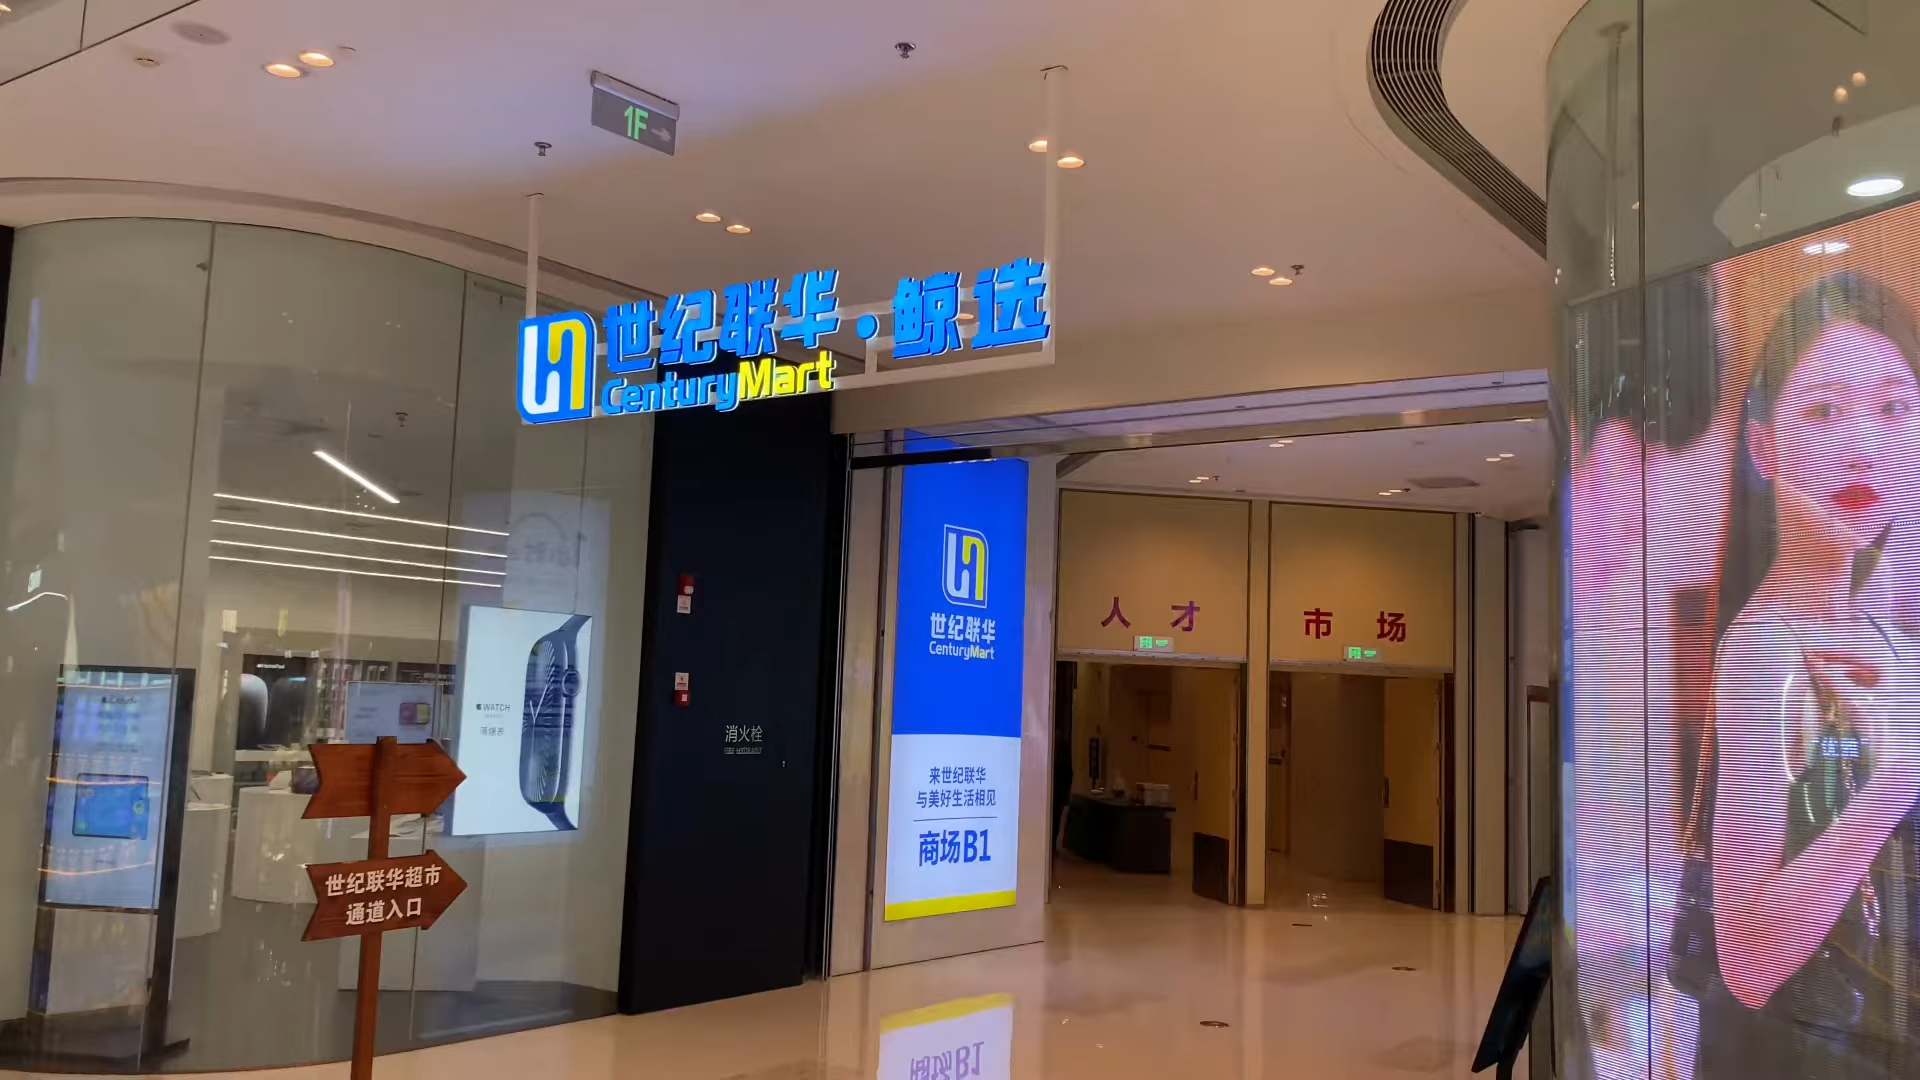 1F
世纪联华·鲸选
CenturyMart
世纪联华
CenturyMart
来世纪联华
与美好生活相见
商场B1
人才
市场
消火栓
FIRE HYDRANT
WATCH
世纪联华超市
通道入口